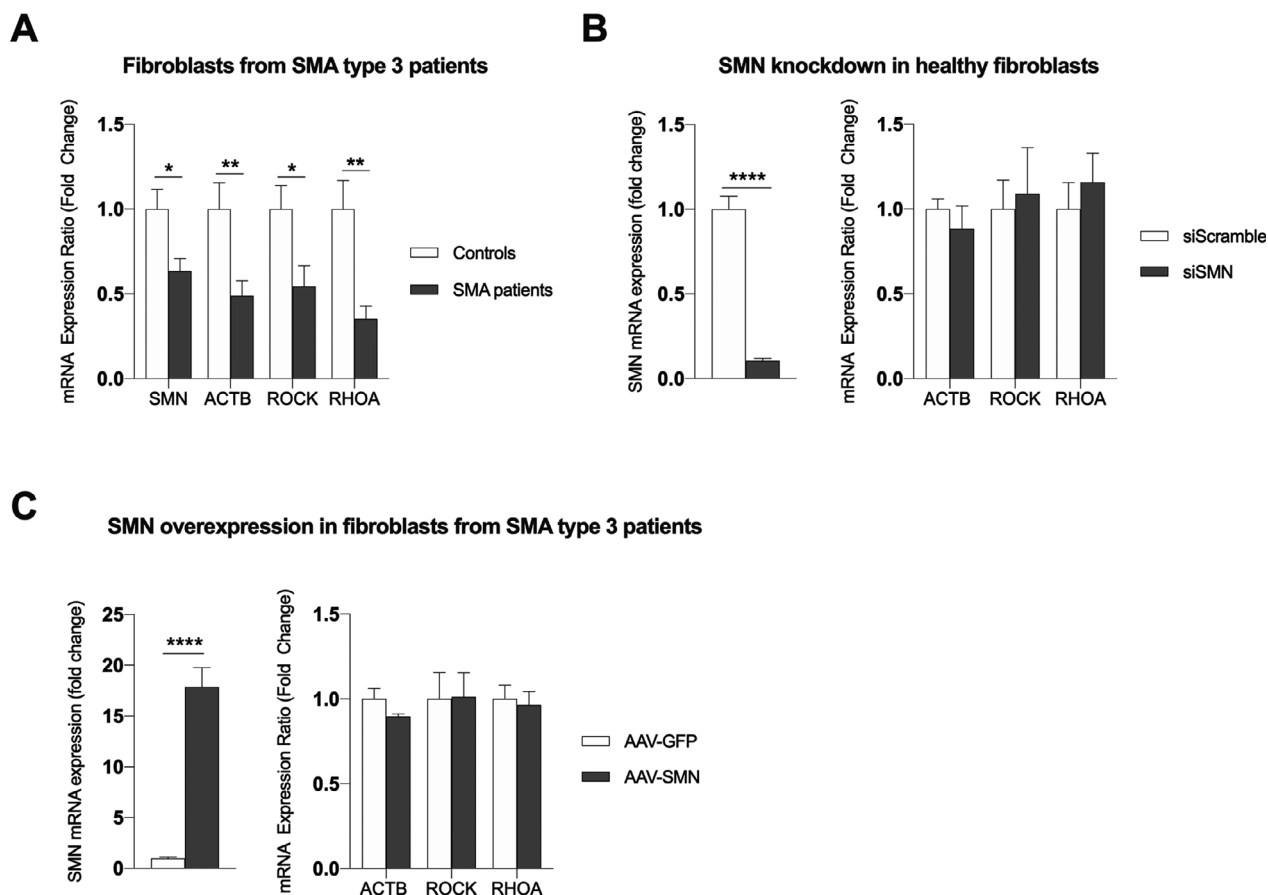 A
Fibroblasts from SMA type 3 patients
mRNA Expression Ratio (Fold Change)
1.5
1.0
0.5
0.0
*
**
*
**
SMN
ACTB
ROCK
RHOA
Controls
SMA patients
B
SMN knockdown in healthy fibroblasts
SMN mRNA expression (fold change)
1.5
1.0
0.5
0.0
****
mRNA Expression Ratio (Fold Change)
1.5
1.0
0.5
0.0
ACTB
ROCK
RHOA
siScramble
siSMN
C
SMN overexpression in fibroblasts from SMA type 3 patients
SMN mRNA expression (fold change)
25
20
15
10
5
0
****
mRNA Expression Ratio (Fold Change)
1.5
1.0
0.5
0.0
ACTB
ROCK
RHOA
AAV-GFP
AAV-SMN